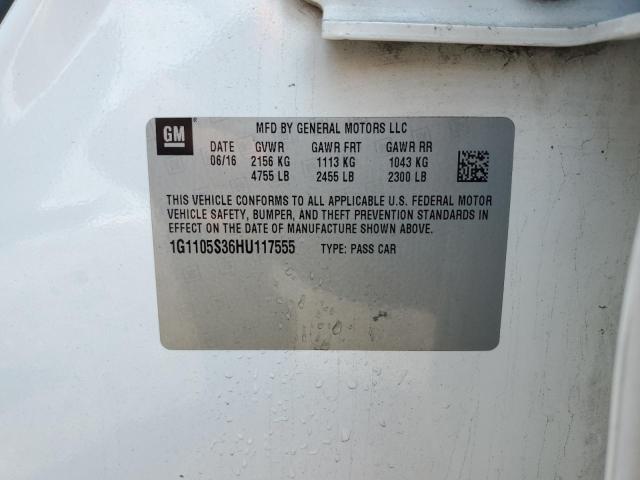 GM ®
MFD BY GENERAL MOTORS LLC
DATE GVWR GAWR FRT GAWR RR
06/16 2156 KG 1113 KG 1043 KG
4755 LB 2455 LB 2300 LB
THIS VEHICLE CONFORMS TO ALL APPLICABLE U.S. FEDERAL MOTOR
VEHICLE SAFETY, BUMPER, AND THEFT PREVENTION STANDARDS IN
EFFECT ON THE DATE OF MANUFACTURE SHOWN ABOVE.
1G1105S36HU117555 TYPE: PASS CAR